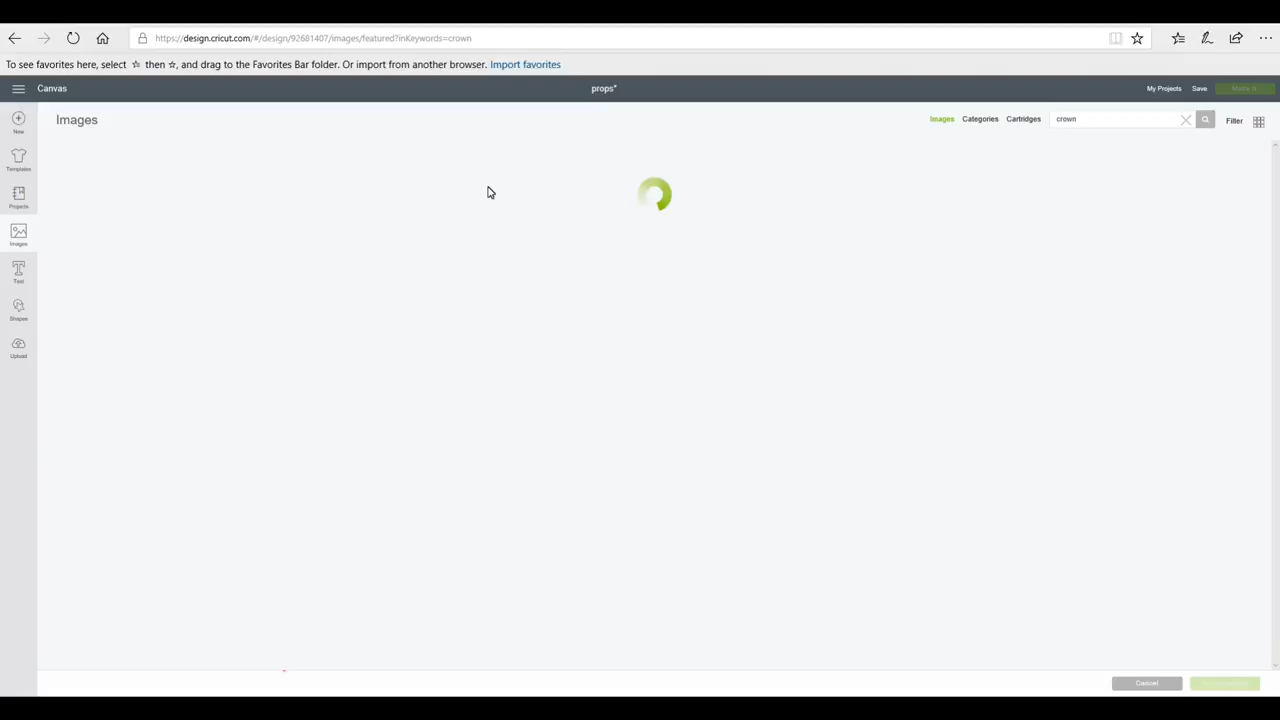 https://design.cricut.com/#/design/92681407/images/featured?inKeywords=crown
To see favorites here, select ☆ then ☆, and drag to the Favorites Bar folder. Or import from another browser. Import favorites
Canvas
props*
My Projects
Save
Make It
New
Templates
Projects
Images
Text
Shapes
Upload
Images
Images
Categories
Cartridges
crown
Filter
Cancel